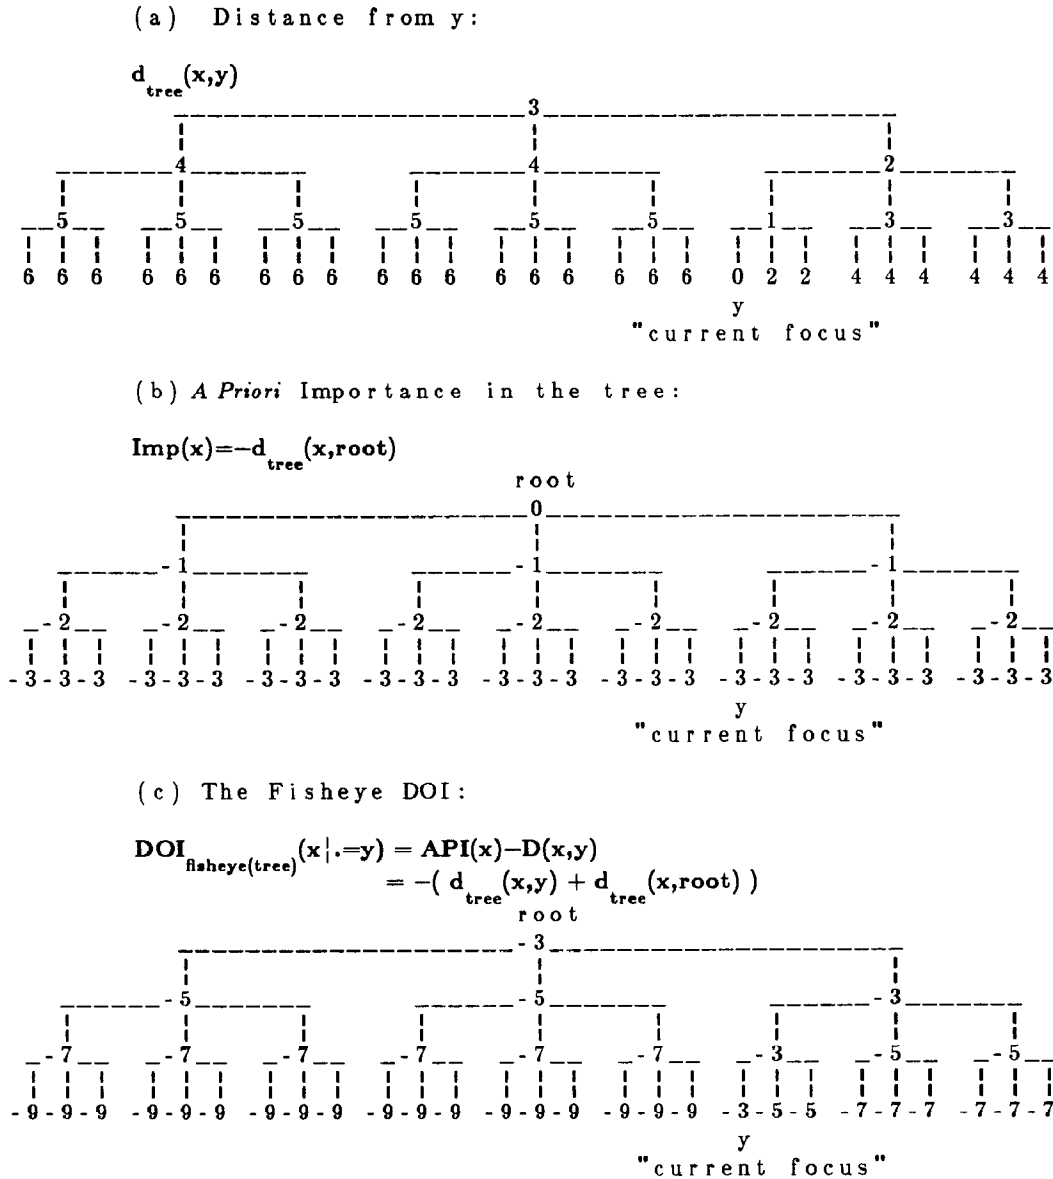 (a) Distance from y:
d_tree(x,y)
3
4 4 2
5 5 5 5 5 5 1 3 3
6 6 6 6 6 6 6 6 6 6 6 6 6 6 6 6 6 6 0 2 2 4 4 4 4 4 4
y
"current focus"
(b) A Priori Importance in the tree:
Imp(x)=-d_tree(x,root)
root
0
-1 -1 -1
-2 -2 -2 -2 -2 -2 -2 -2 -2
-3-3-3 -3-3-3 -3-3-3 -3-3-3 -3-3-3 -3-3-3 -3-3-3 -3-3-3 -3-3-3
y
"current focus"
(c) The Fisheye DOI:
DOI_fisheye(tree)(x|.=y) = API(x)-D(x,y)
= -( d_tree(x,y) + d_tree(x,root) )
root
-3
-5 -5 -3
-7 -7 -7 -7 -7 -7 -3 -5 -5
-9-9-9 -9-9-9 -9-9-9 -9-9-9 -9-9-9 -9-9-9 -3-5-5 -7-7-7 -7-7-7
y
"current focus"